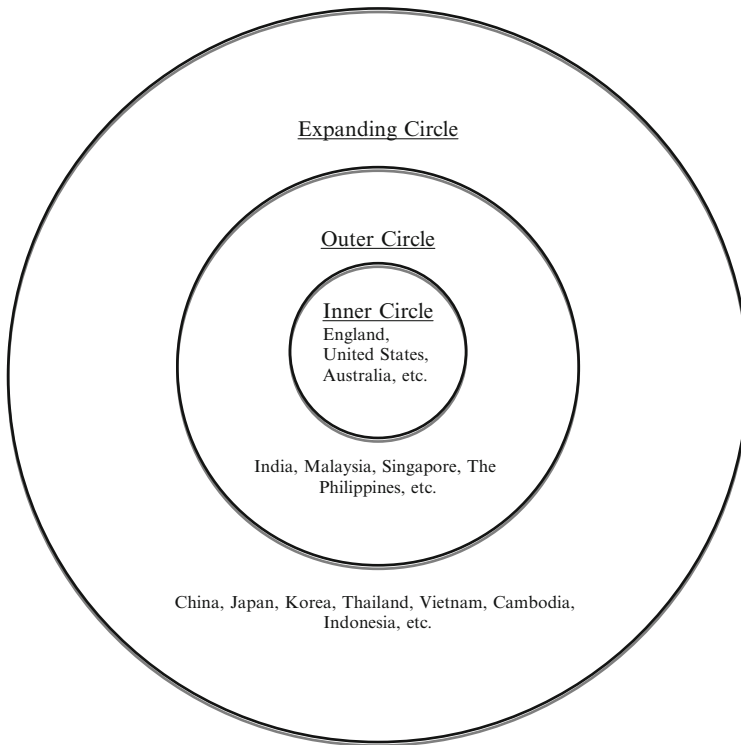 Expanding Circle
Outer Circle
Inner Circle
England,
United States,
Australia, etc.
India, Malaysia, Singapore, The
Philippines, etc.
China, Japan, Korea, Thailand, Vietnam, Cambodia,
Indonesia, etc.